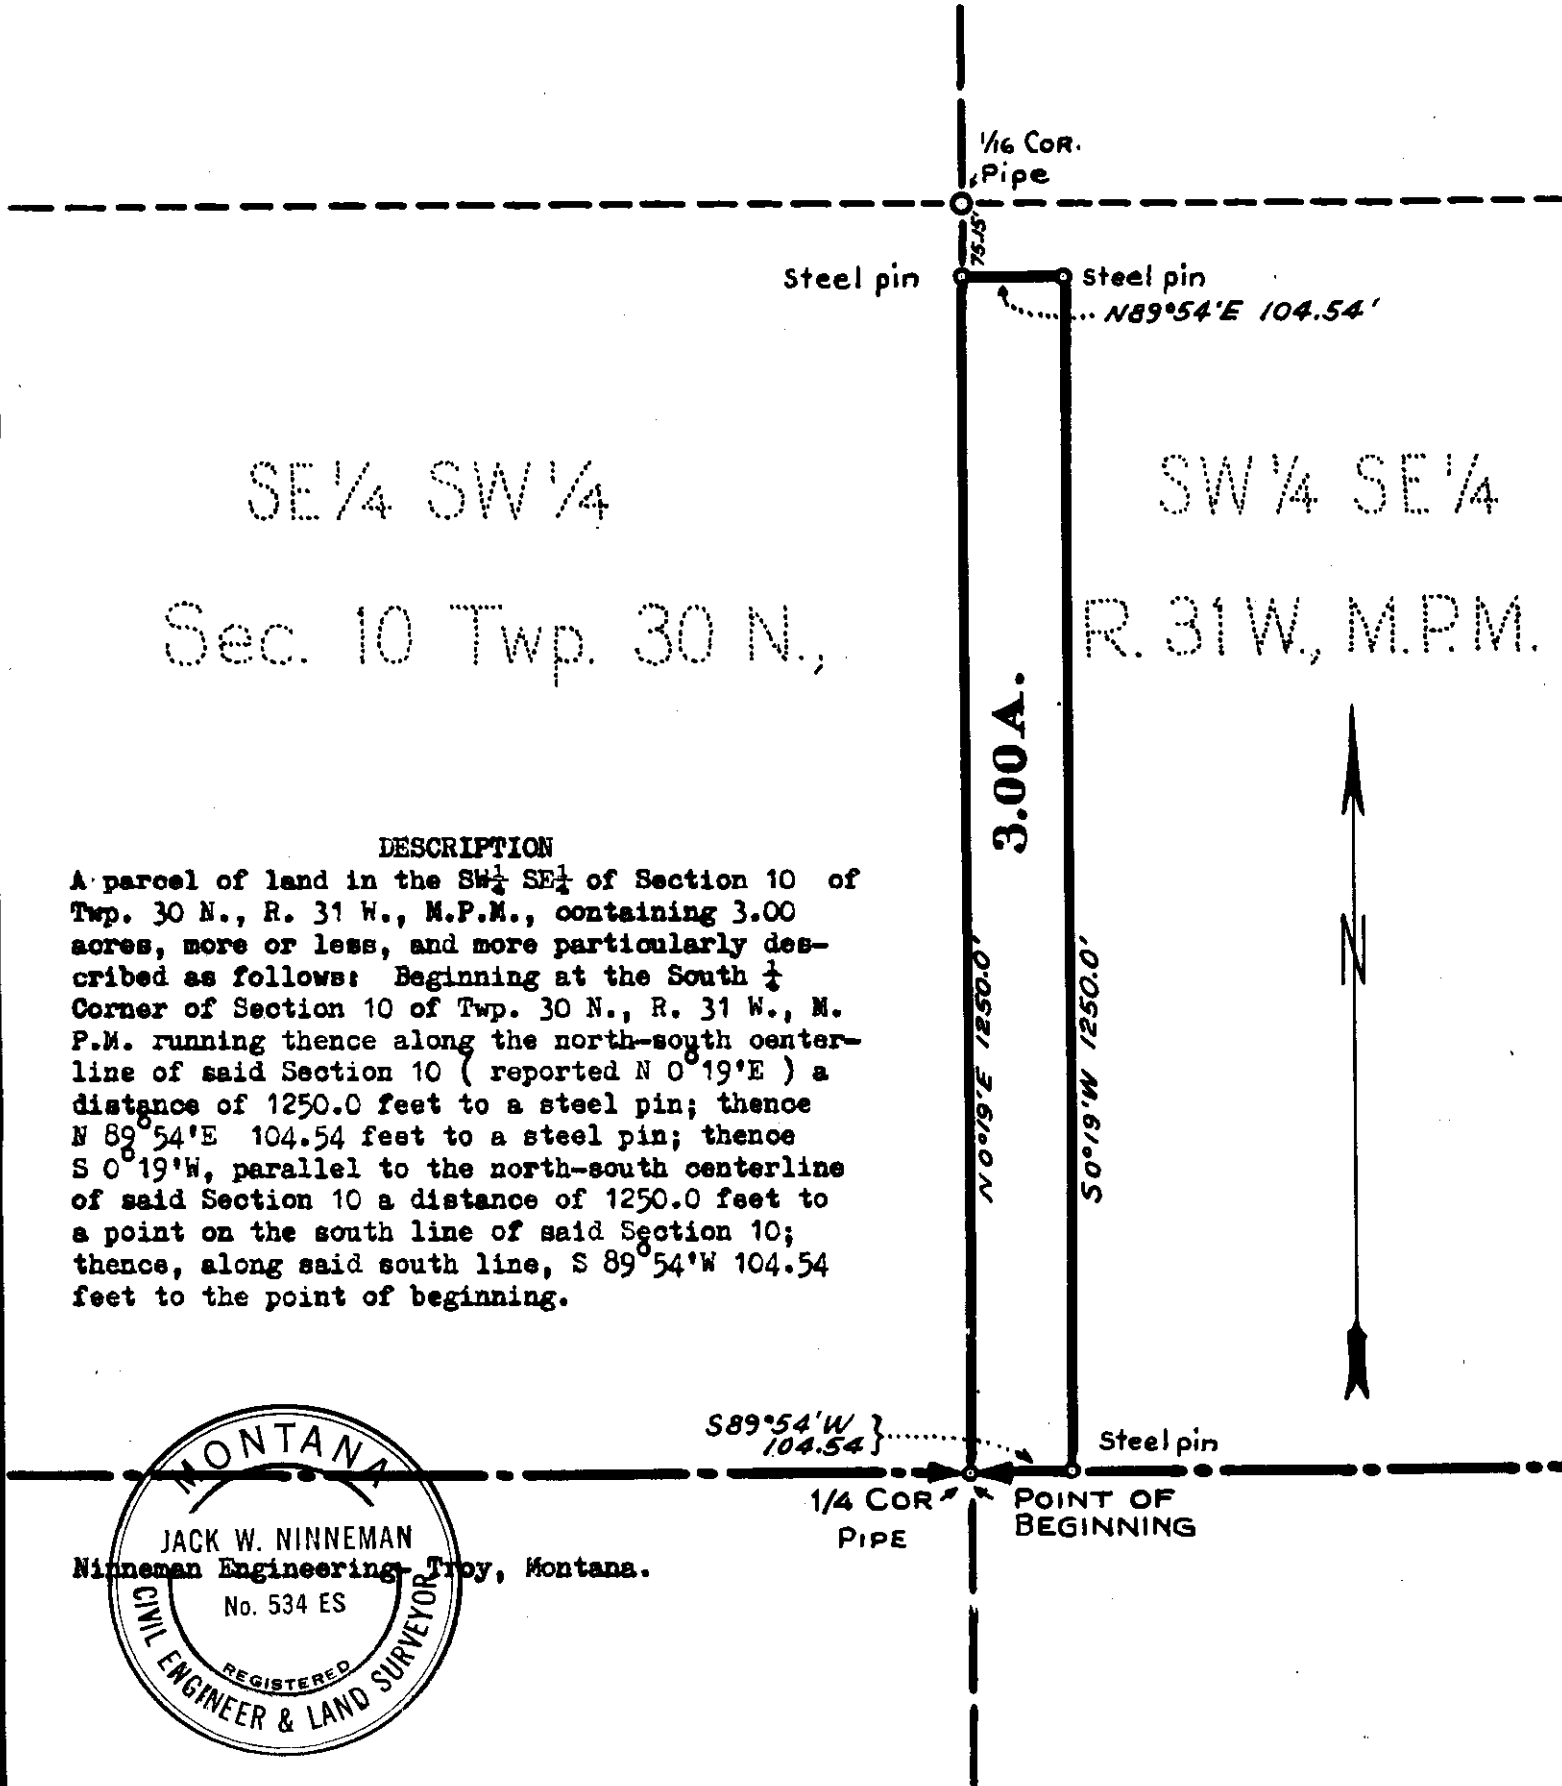 1/16 COR.
Pipe
75.15'
Steel pin
Steel pin
N89°54'E 104.54'
SE1/4 SW1/4
SW1/4 SE1/4
Sec. 10 Twp. 30 N.,
R. 31 W., M.P.M.
3.00 A.
N
N 0°19'E 1250.0'
S0°19'W 1250.0'
DESCRIPTION
A parcel of land in the SW¼ SE¼ of Section 10 of
Twp. 30 N., R. 31 W., M.P.M., containing 3.00
acres, more or less, and more particularly des-
cribed as follows: Beginning at the South ¼
Corner of Section 10 of Twp. 30 N., R. 31 W., M.
P.M. running thence along the north-south center-
line of said Section 10 ( reported N 0°19'E ) a
distance of 1250.0 feet to a steel pin; thence
N 89°54'E 104.54 feet to a steel pin; thence
S 0°19'W, parallel to the north-south centerline
of said Section 10 a distance of 1250.0 feet to
a point on the south line of said Section 10;
thence, along said south line, S 89°54'W 104.54
feet to the point of beginning.
S89°54'W
104.54
Steel pin
1/4 COR
PIPE
POINT OF
BEGINNING
MONTANA
JACK W. NINNEMAN
Ninneman Engineering- Troy, Montana.
No. 534 ES
REGISTERED
CIVIL ENGINEER & LAND SURVEYOR